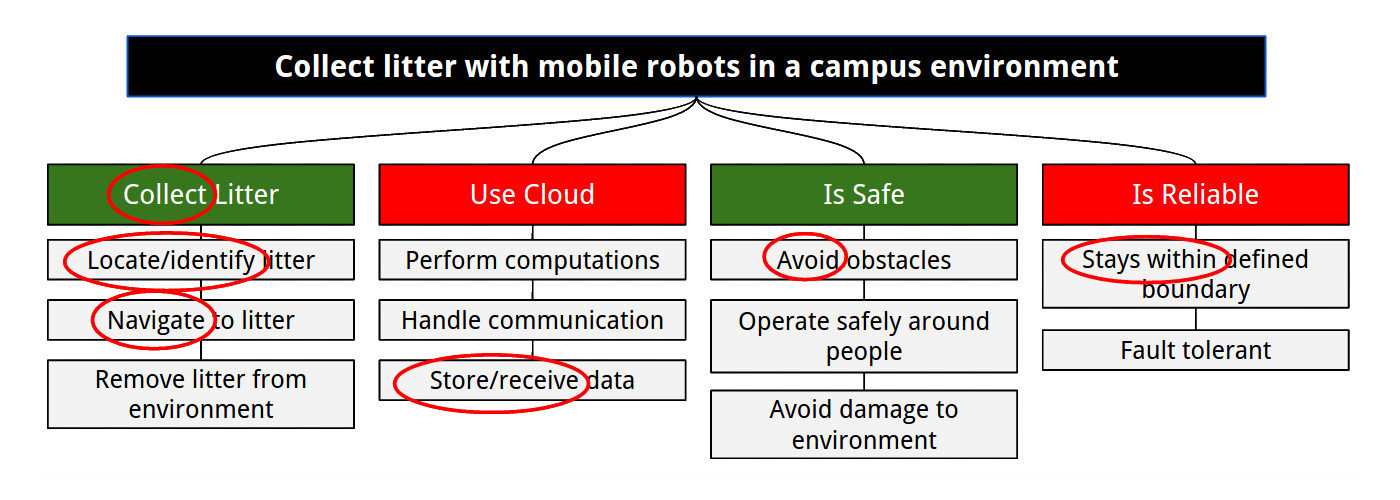 Collect litter with mobile robots in a campus environment
Collect Litter
Locate/identify litter
Navigate to litter
Remove litter from
environment
Use Cloud
Perform computations
Handle communication
Store/receive data
Is Safe
Avoid obstacles
Operate safely around
people
Avoid damage to
environment
Is Reliable
Stays within defined
boundary
Fault tolerant